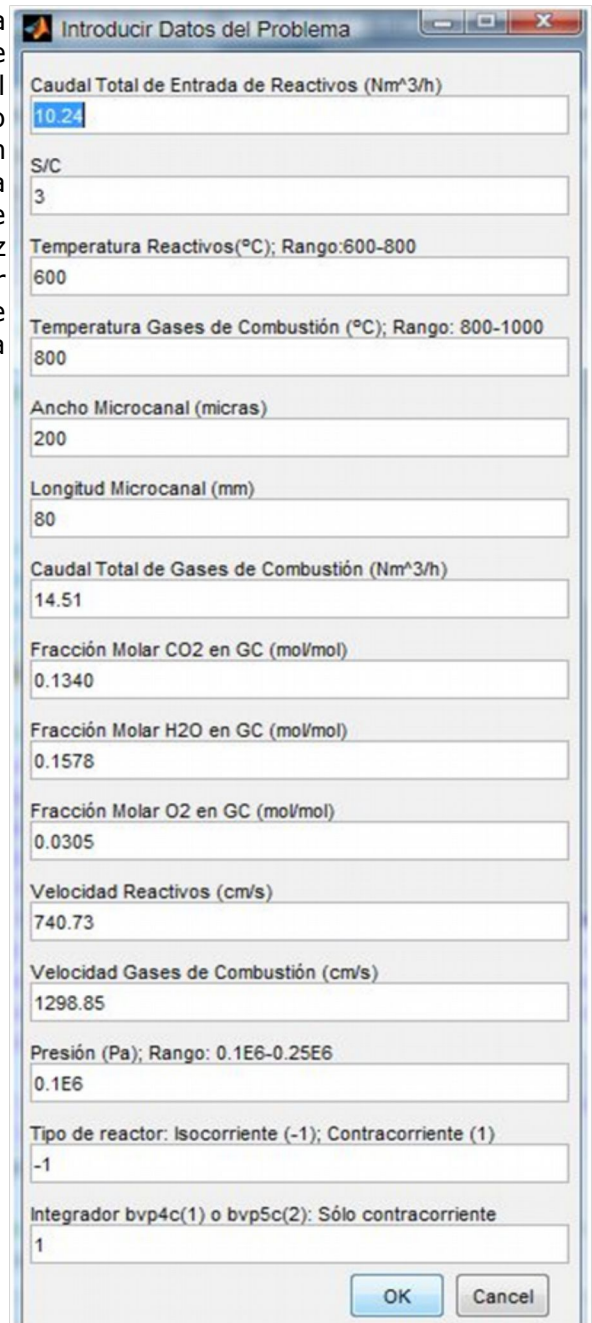 Introducir Datos del Problema
Caudal Total de Entrada de Reactivos (Nm^3/h)
10.24
S/C
3
Temperatura Reactivos(ºC); Rango:600-800
600
Temperatura Gases de Combustión (ºC); Rango: 800-1000
800
Ancho Microcanal (micras)
200
Longitud Microcanal (mm)
80
Caudal Total de Gases de Combustión (Nm^3/h)
14.51
Fracción Molar CO2 en GC (mol/mol)
0.1340
Fracción Molar H2O en GC (mol/mol)
0.1578
Fracción Molar O2 en GC (mol/mol)
0.0305
Velocidad Reactivos (cm/s)
740.73
Velocidad Gases de Combustión (cm/s)
1298.85
Presión (Pa); Rango: 0.1E6-0.25E6
0.1E6
Tipo de reactor: Isocorriente (-1); Contracorriente (1)
-1
Integrador bvp4c(1) o bvp5c(2): Sólo contracorriente
1
OK Cancel